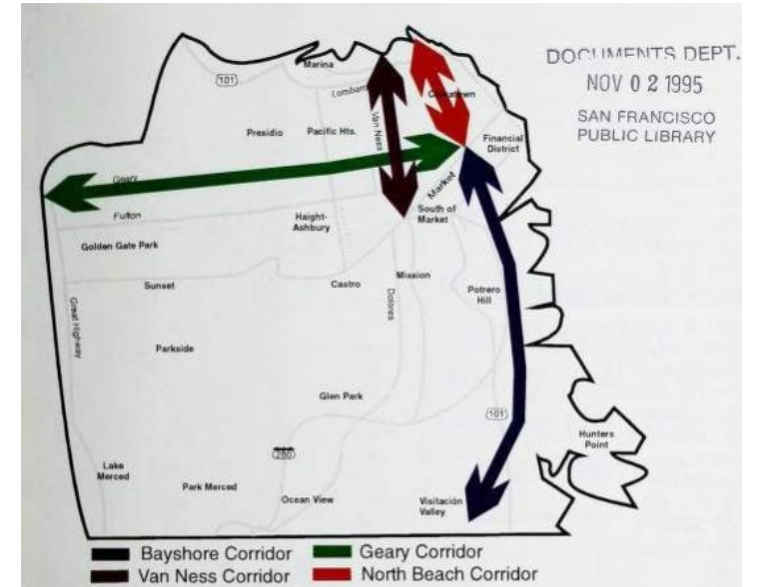 DOCUMENTS DEPT.
NOV 02 1995
SAN FRANCISCO
PUBLIC LIBRARY
Marina
101
Lombard
Chinatown
Van Ness
Presidio
Pacific Hts.
Financial
District
Geary
Market
Fulton
South of
Market
Haight-
Ashbury
Golden Gate Park
Mission
Sunset
Castro
Potrero
Hill
Dolores
Great Highway
Parkside
Glen Park
101
Hunters
Point
280
Lake
Merced
Park Merced
Ocean View
Visitación
Valley
Bayshore Corridor
Geary Corridor
Van Ness Corridor
North Beach Corridor